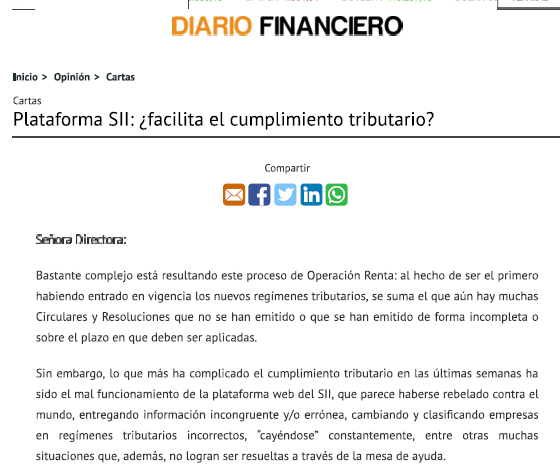 DIARIO FINANCIERO
Inicio > Opinión > Cartas
Cartas
Plataforma SII: ¿facilita el cumplimiento tributario?
Compartir
Señora Directora:
Bastante complejo está resultando este proceso de Operación Renta: al hecho de ser el primero
habiendo entrado en vigencia los nuevos regímenes tributarios, se suma el que aún hay muchas
Circulares y Resoluciones que no se han emitido o que se han emitido de forma incompleta o
sobre el plazo en que deben ser aplicadas.
Sin embargo, lo que más ha complicado el cumplimiento tributario en las últimas semanas ha
sido el mal funcionamiento de la plataforma web del SII, que parece haberse rebelado contra el
mundo, entregando información incongruente y/o errónea, cambiando y clasificando empresas
en regímenes tributarios incorrectos, "cayéndose" constantemente, entre otras muchas
situaciones que, además, no logran ser resueltas a través de la mesa de ayuda.